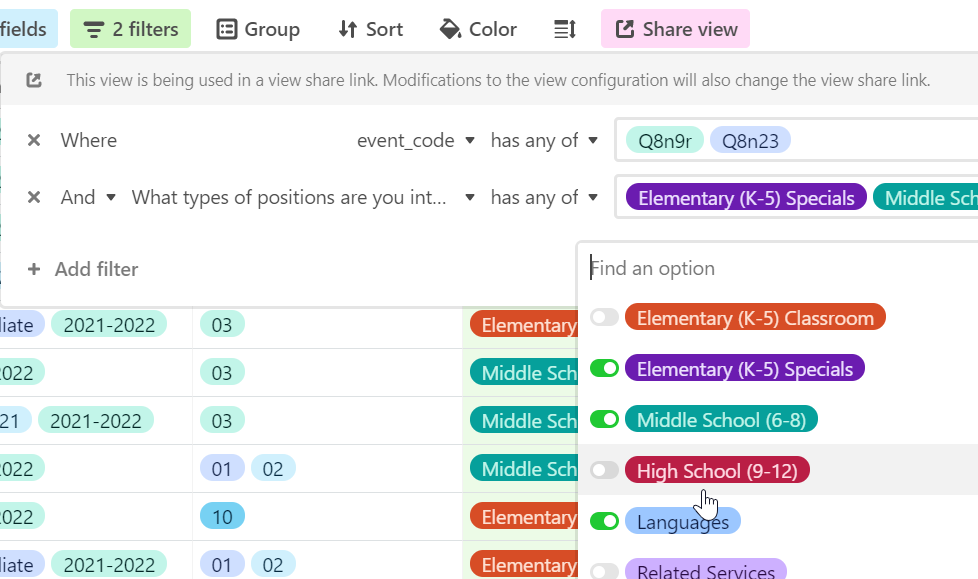 fields 2 filters Group Sort Color Share view
This view is being used in a view share link. Modifications to the view configuration will also change the view share link.
Where event_code has any of Q8n9r Q8n23
And What types of positions are you int... has any of Elementary (K-5) Specials Middle Sch
+ Add filter
Find an option
liate 2021-2022 03 Elementary
Elementary (K-5) Classroom
2022 03 Middle Sch
Elementary (K-5) Specials
21 2021-2022 03 Middle Sch
Middle School (6-8)
2022 01 02 Middle Sch
High School (9-12)
2022 10 Elementary
Languages
liate 2021-2022 01 02 Elementary
Related Services